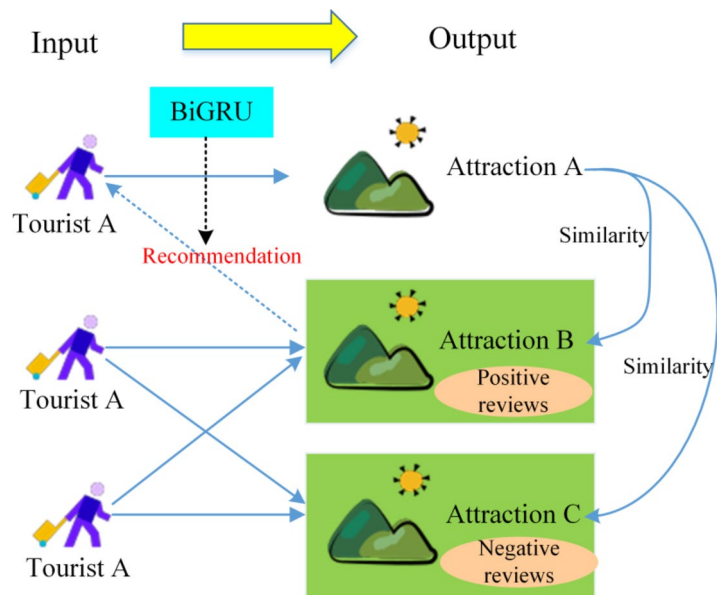 Input
Output
BiGRU
Attraction A
Tourist A
Similarity
Recommendation
Attraction B
Positive
reviews
Similarity
Tourist A
Attraction C
Negative
reviews
Tourist A